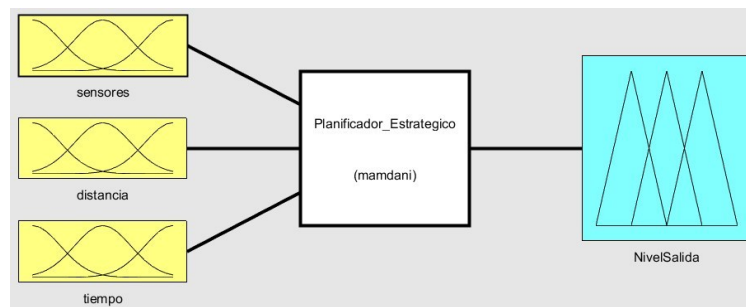 sensores
distancia
tiempo
Planificador_Estrategico
(mamdani)
NivelSalida